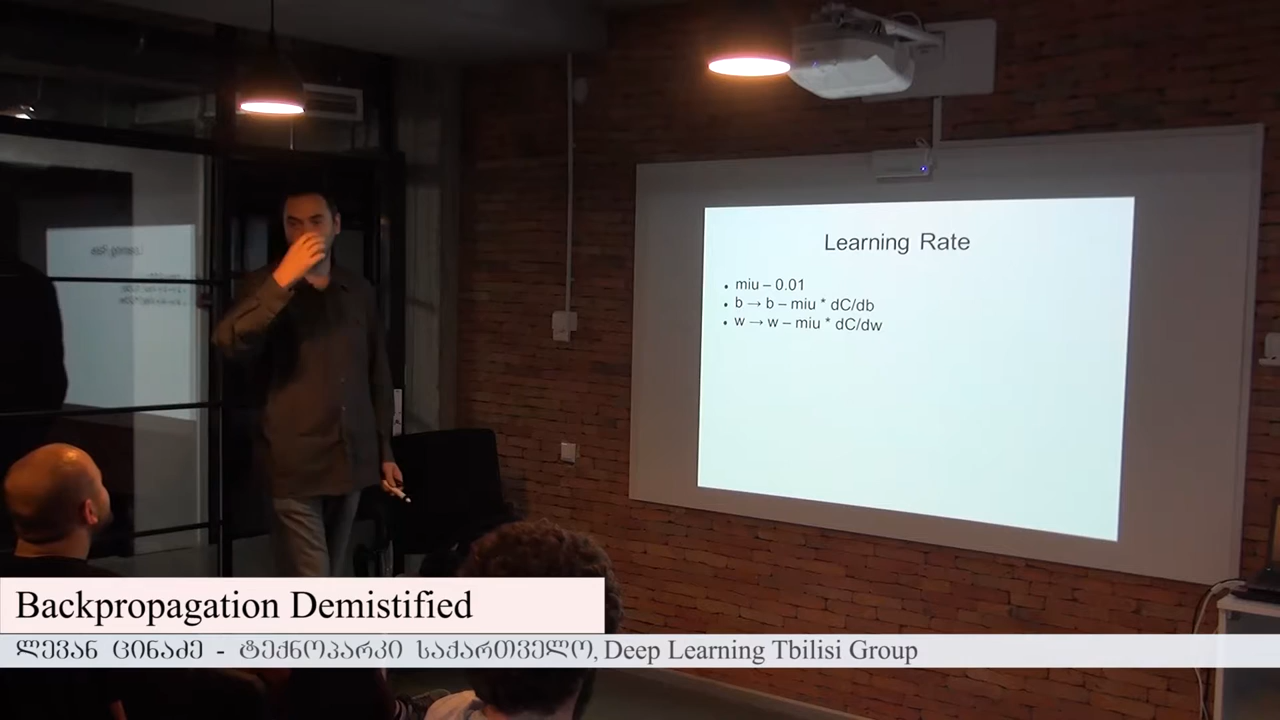 Learning Rate
• miu – 0.01
• b → b – miu * dC/db
• w → w – miu * dC/dw
Backpropagation Demistified
ლევან ცინაძე - ტექნოპარკი საქართველო, Deep Learning Tbilisi Group